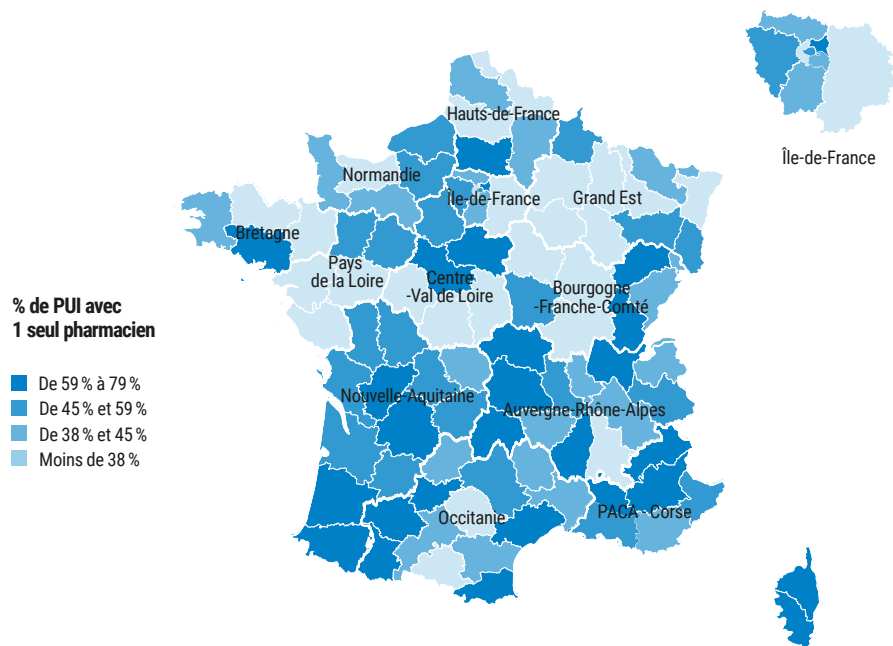 Hauts-de-France
Normandie
Île-de-France
Grand Est
Île-de-France
Bretagne
Pays
de la Loire
Centre
-Val de Loire
Bourgogne
-Franche-Comté
% de PUI avec
1 seul pharmacien
De 59 % à 79 %
De 45 % et 59 %
De 38 % et 45 %
Moins de 38 %
Nouvelle-Aquitaine
Auvergne-Rhône-Alpes
Occitanie
PACA - Corse